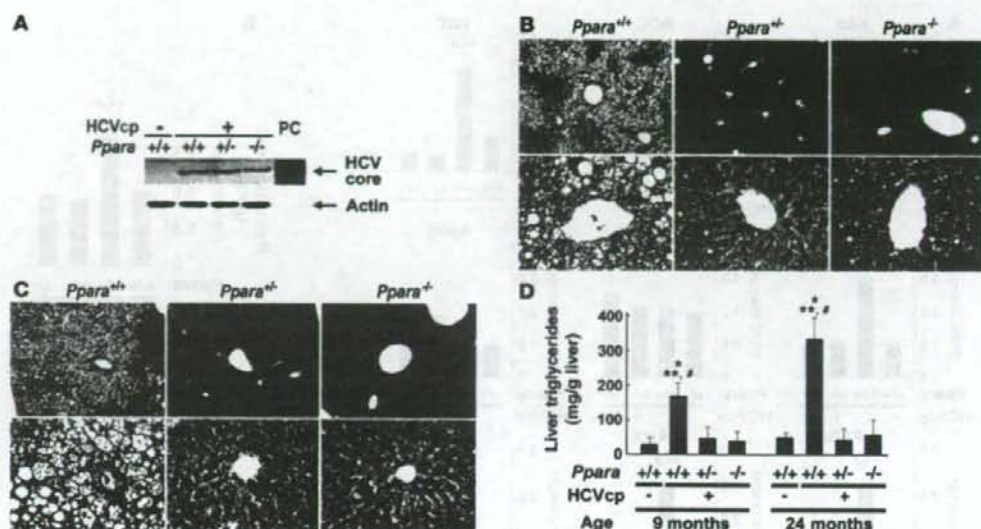 A
HCVcp - + PC
Ppara +/+ +/+ +/- -/-
HCV core
Actin
B
Ppara+/+ Ppara+/- Ppara-/-
C
Ppara+/+ Ppara+/- Ppara-/-
D
Liver triglycerides (mg/g liver)
400
300
200
100
0
*
**, #
*
**, #
Ppara +/+ +/+ +/- -/- +/+ +/+ +/- -/-
HCVcp - + - +
Age 9 months 24 months